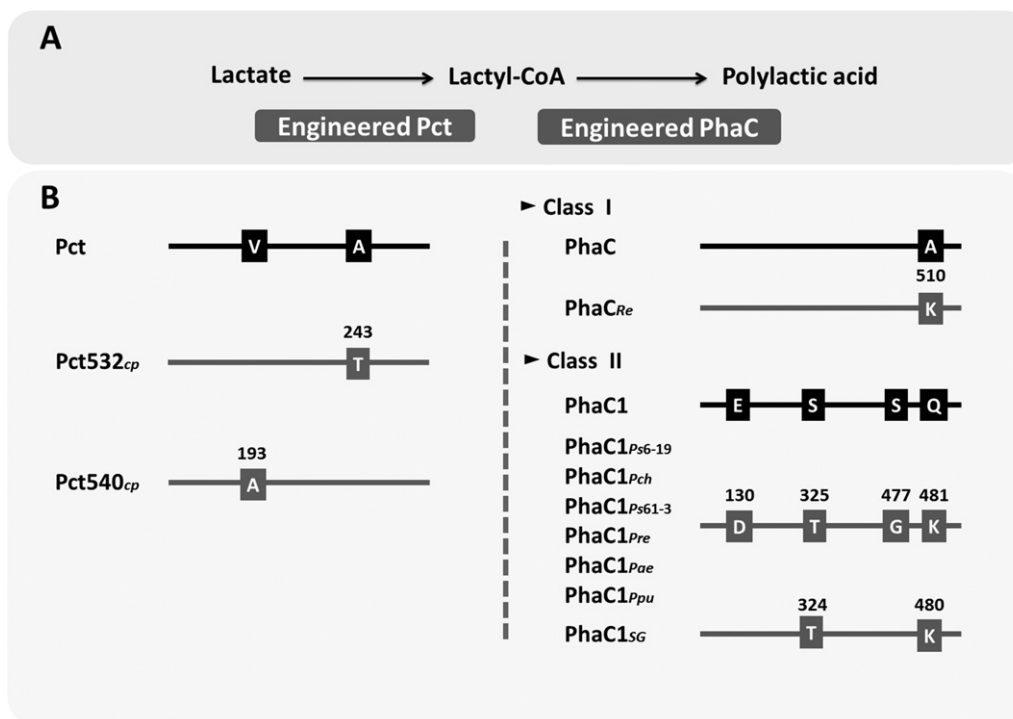 A
Lactate
Lactyl-CoA
Polylactic acid
Engineered Pct
Engineered PhaC
B
Pct
V
A
Pct532cp
243
T
Pct540cp
193
A
► Class I
PhaC
A
510
PhaCRe
K
► Class II
PhaC1
E
S
S
Q
PhaC1Ps6-19
PhaC1Pch
PhaC1Ps61-3
PhaC1Pre
PhaC1Pae
PhaC1Ppu
130
325
477
481
D
T
G
K
PhaC1SG
324
480
T
K